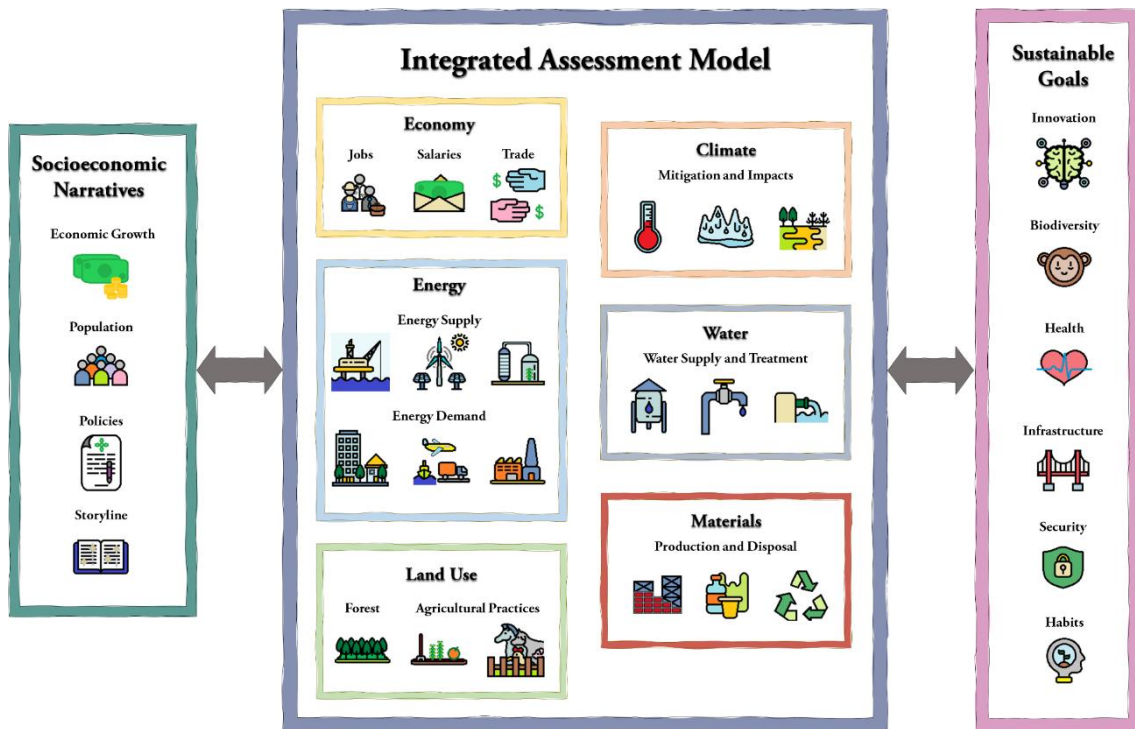 Socioeconomic
Narratives
Economic Growth
Population
Policies
Storyline
Integrated Assessment Model
Economy
Jobs Salaries Trade
Energy
Energy Supply
Energy Demand
Land Use
Forest Agricultural Practices
Climate
Mitigation and Impacts
Water
Water Supply and Treatment
Materials
Production and Disposal
Sustainable
Goals
Innovation
Biodiversity
Health
Infrastructure
Security
Habits